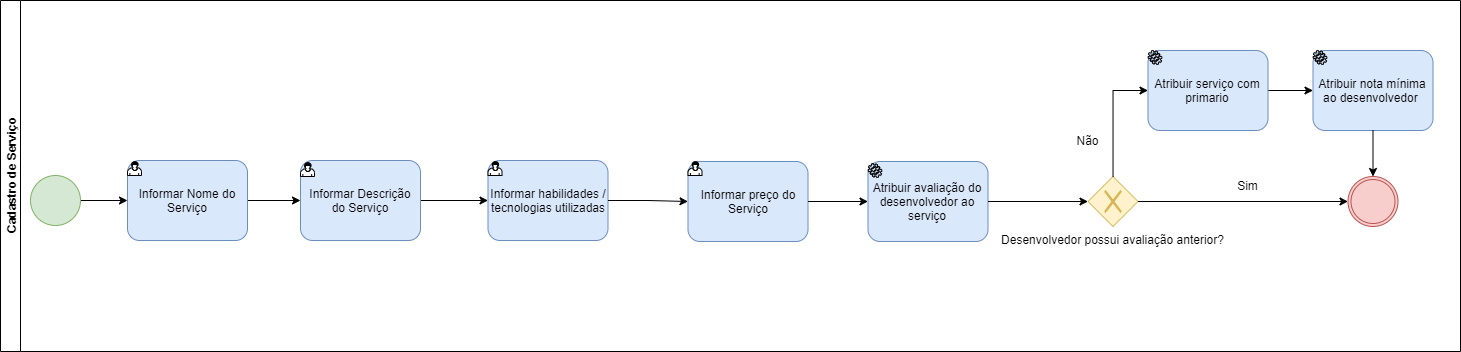 Cadastro de Serviço
Informar Nome do
Serviço
Informar Descrição
do Serviço
Informar habilidades /
tecnologias utilizadas
Informar preço do
Serviço
Atribuir avaliação do
desenvolvedor ao
serviço
Desenvolvedor possui avaliação anterior?
Não
Atribuir serviço com
primario
Atribuir nota mínima
ao desenvolvedor
Sim